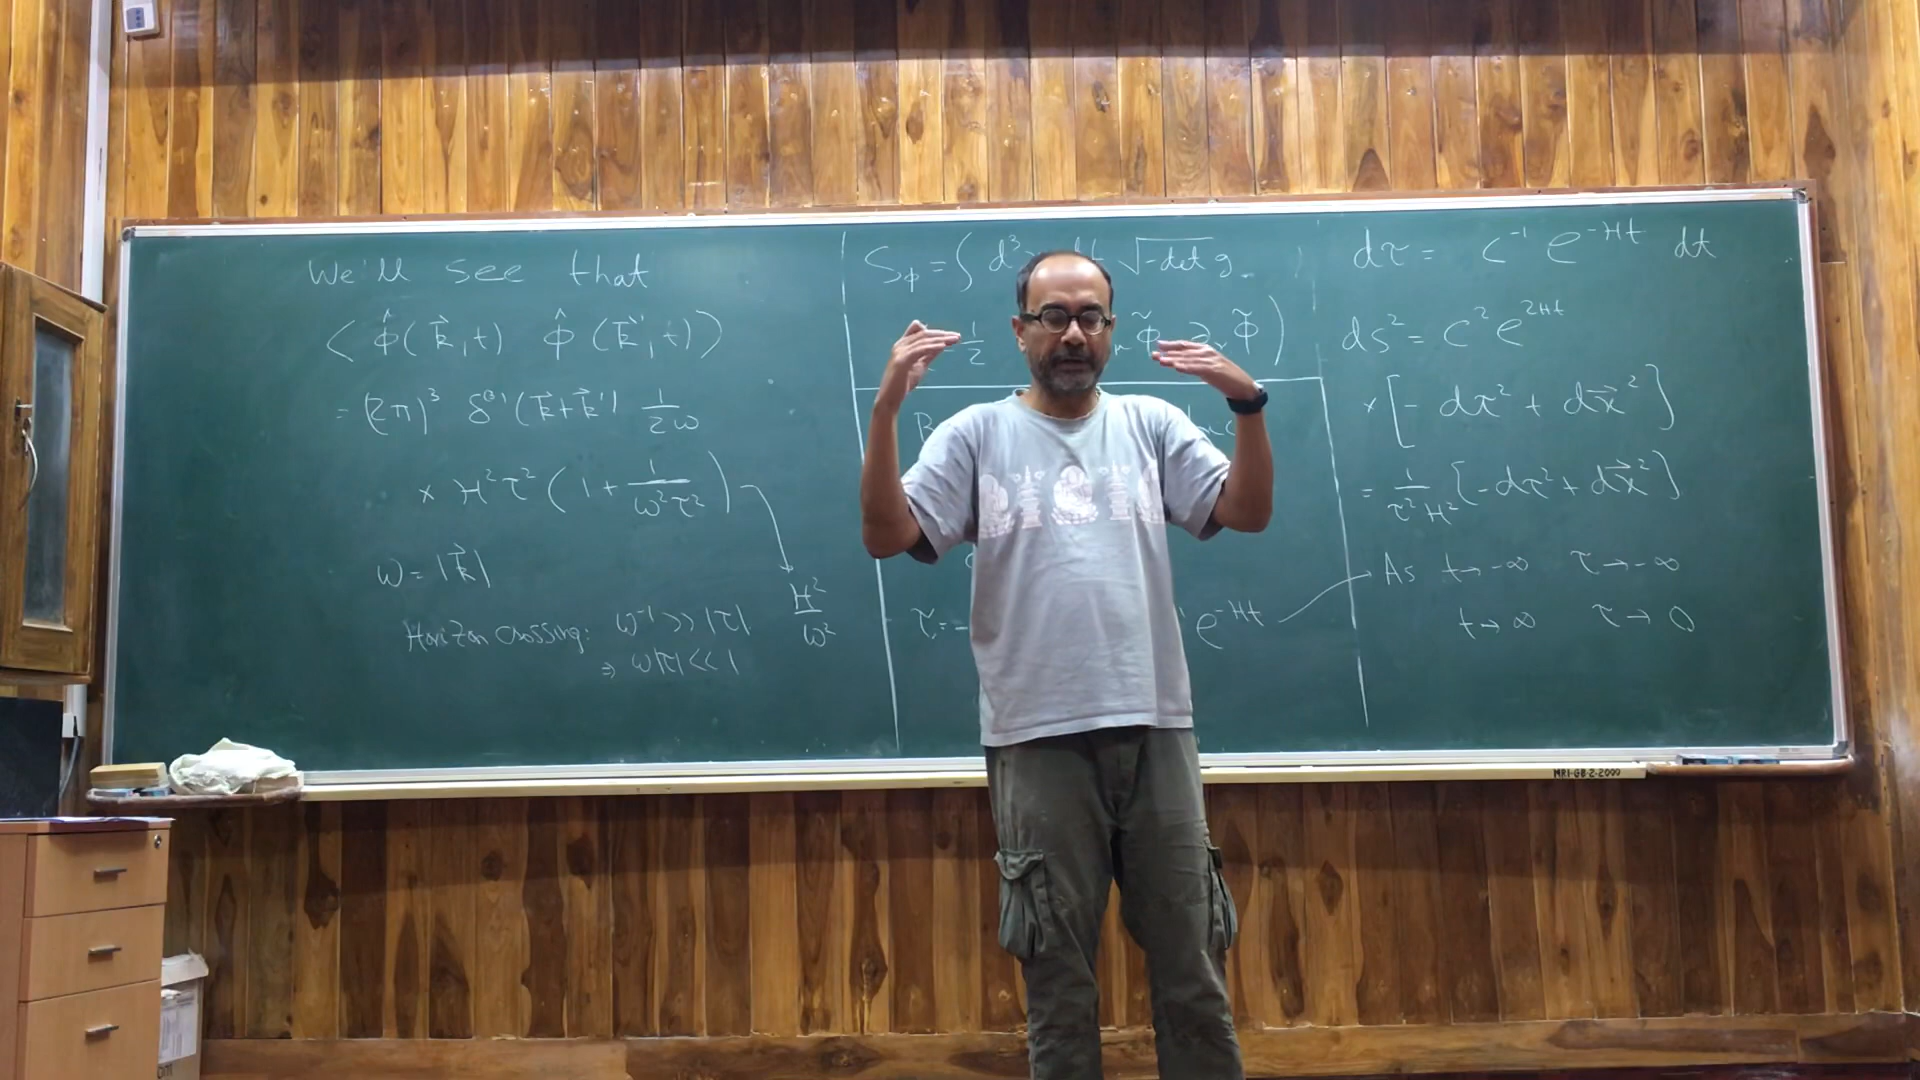 We'll see that
⟨ φ̂(k⃗,t) φ̂(k⃗',t) ⟩
= (2π)³ δ⁽³⁾(k⃗+k⃗') 1/2ω
× H²τ² (1 + 1/ω²τ²)
H²/ω²
ω = |k⃗|
Horizon crossing: ω⁻¹ >> |τ|
⇒ ω|τ| << 1
S_φ = ∫ d³ dt √-det g
1/2 φ̃ ∂ φ̃ )
τ = - e^{-Ht}
dτ = c⁻¹ e^{-Ht} dt
ds² = c² e^{2Ht}
× [ - dτ² + dx⃗² ]
= 1/τ²H² [ -dτ² + dx⃗² ]
As t → -∞ τ → -∞
t → ∞ τ → 0
MRI-GB-2-2000